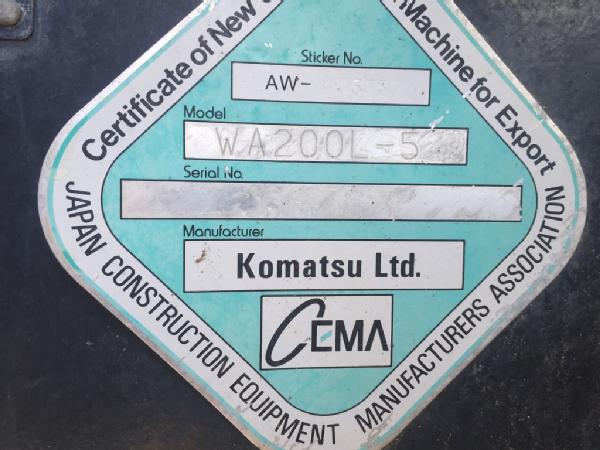 Certificate of New
Machine for Export
Sticker No.
AW-
Model
WA200L-5
Serial No.
Manufacturer
Komatsu Ltd.
CEMA
JAPAN CONSTRUCTION EQUIPMENT MANUFACTURERS ASSOCIATION